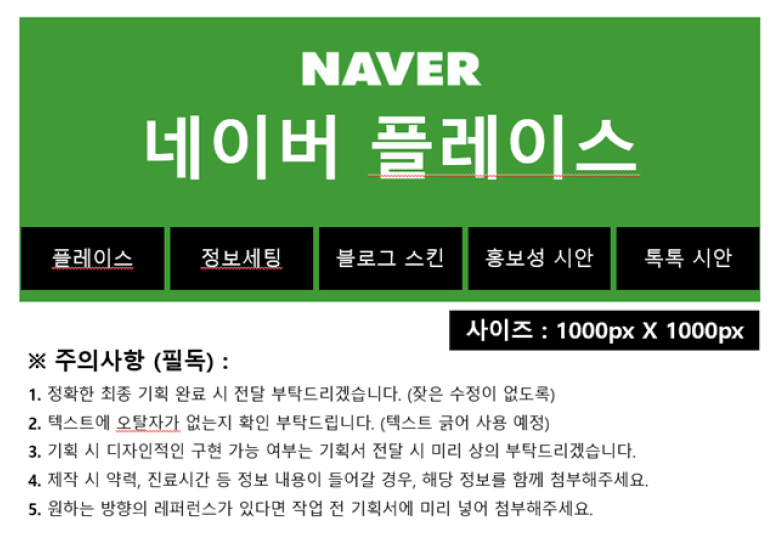 NAVER
네이버 플레이스
플레이스 정보세팅 블로그 스킨 홍보성 시안 톡톡 시안
사이즈 : 1000px X 1000px
※ 주의사항 (필독) :
1. 정확한 최종 기획 완료 시 전달 부탁드리겠습니다. (잦은 수정이 없도록)
2. 텍스트에 오탈자가 없는지 확인 부탁드립니다. (텍스트 긁어 사용 예정)
3. 기획 시 디자인적인 구현 가능 여부는 기획서 전달 시 미리 상의 부탁드리겠습니다.
4. 제작 시 약력, 진료시간 등 정보 내용이 들어갈 경우, 해당 정보를 함께 첨부해주세요.
5. 원하는 방향의 레퍼런스가 있다면 작업 전 기획서에 미리 넣어 첨부해주세요.